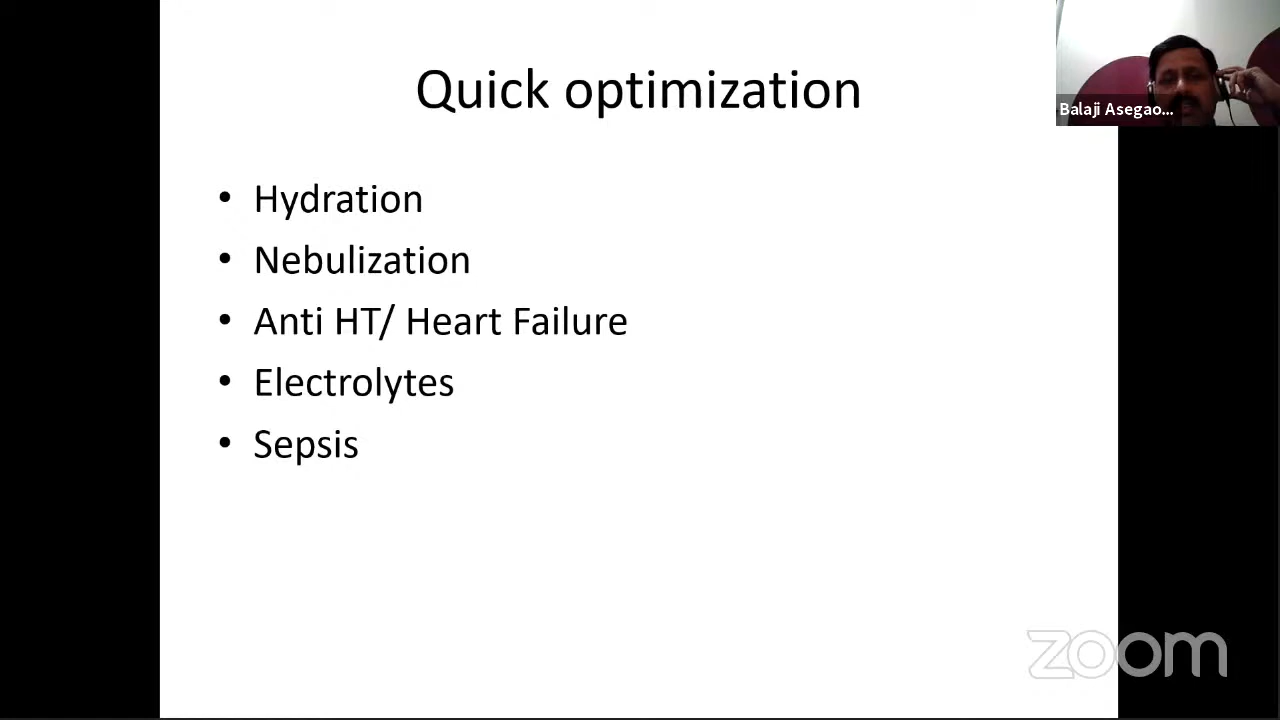 Quick optimization
Balaji Asegao...
• Hydration
• Nebulization
• Anti HT/ Heart Failure
• Electrolytes
• Sepsis
zoom